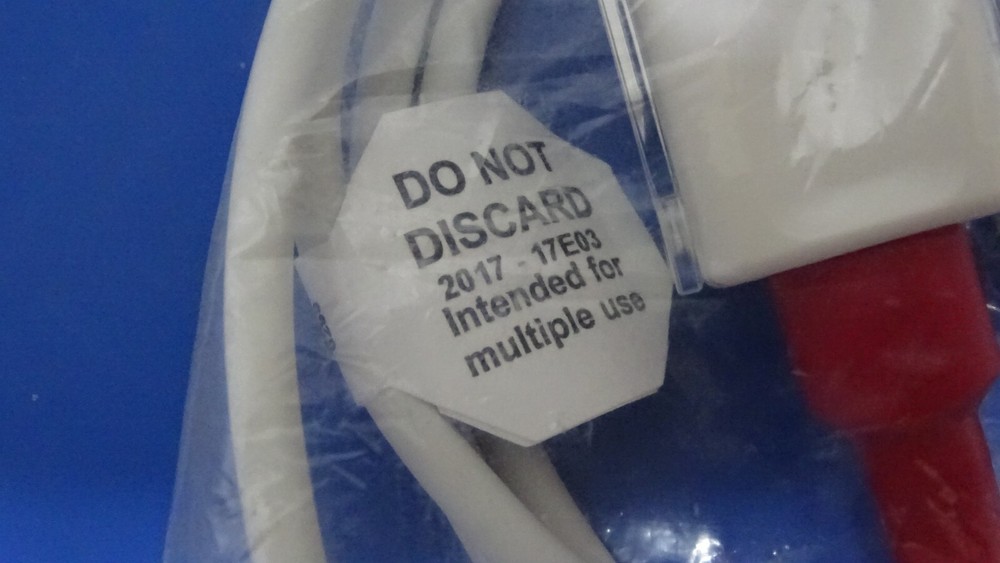 DO NOT
DISCARD
2017 - 17E03
Intended for
multiple use